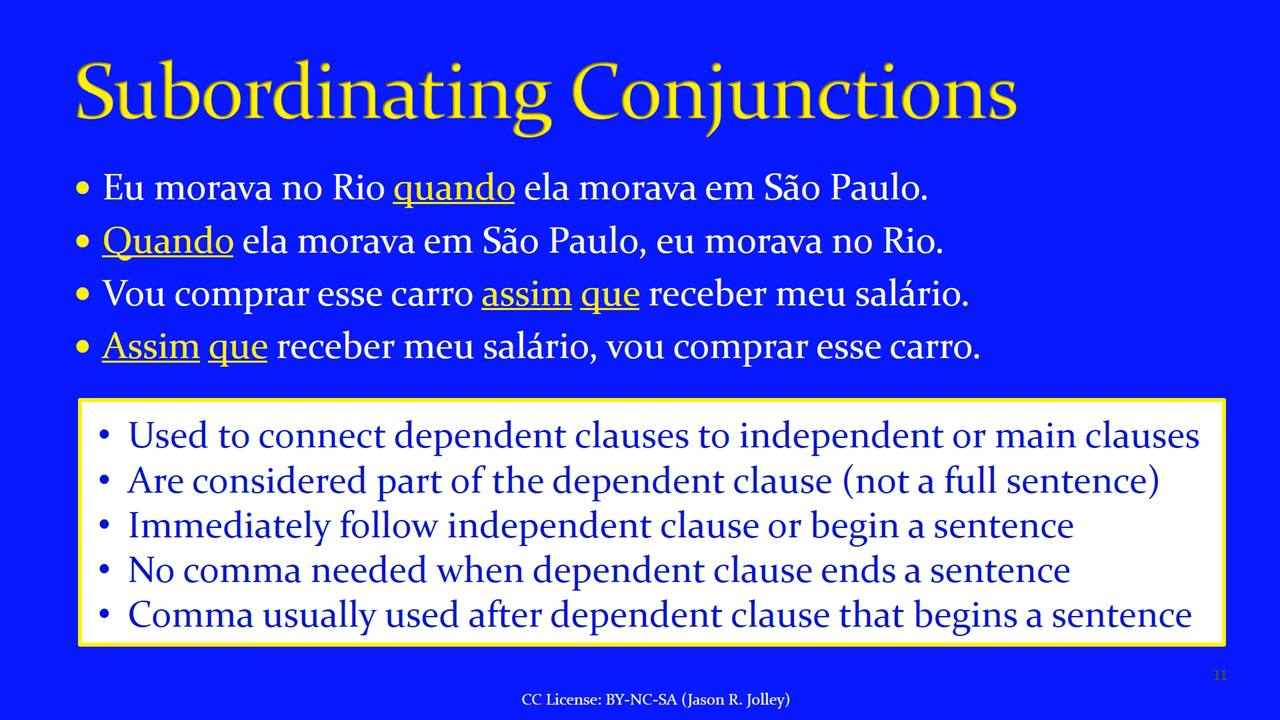 Subordinating Conjunctions
• Eu morava no Rio quando ela morava em São Paulo.
• Quando ela morava em São Paulo, eu morava no Rio.
• Vou comprar esse carro assim que receber meu salário.
• Assim que receber meu salário, vou comprar esse carro.
• Used to connect dependent clauses to independent or main clauses
• Are considered part of the dependent clause (not a full sentence)
• Immediately follow independent clause or begin a sentence
• No comma needed when dependent clause ends a sentence
• Comma usually used after dependent clause that begins a sentence
11
CC License: BY-NC-SA (Jason R. Jolley)